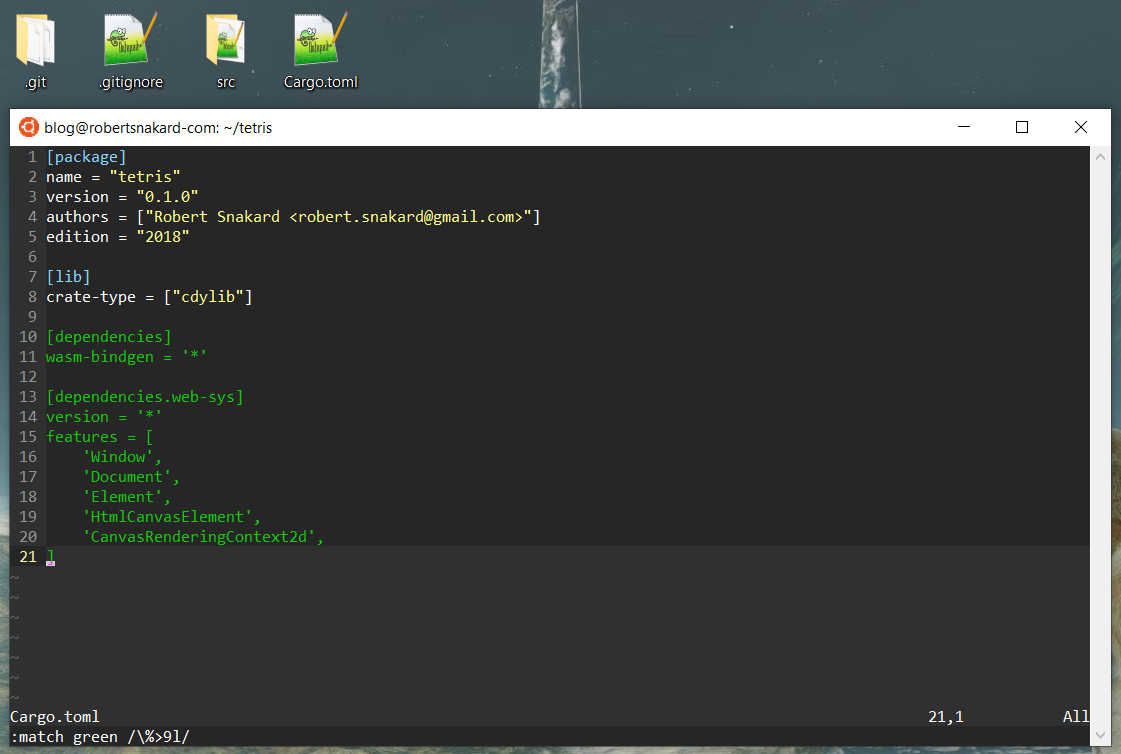 .git
.gitignore
src
Cargo.toml
blog@robertsnakard-com: ~/tetris
1 [package]
2 name = "tetris"
3 version = "0.1.0"
4 authors = ["Robert Snakard <robert.snakard@gmail.com>"]
5 edition = "2018"
6
7 [lib]
8 crate-type = ["cdylib"]
9
10 [dependencies]
11 wasm-bindgen = '*'
12
13 [dependencies.web-sys]
14 version = '*'
15 features = [
16     'Window',
17     'Document',
18     'Element',
19     'HtmlCanvasElement',
20     'CanvasRenderingContext2d',
21 ]
~
~
~
~
~
~
~
Cargo.toml 21,1 All
:match green /\%>9l/